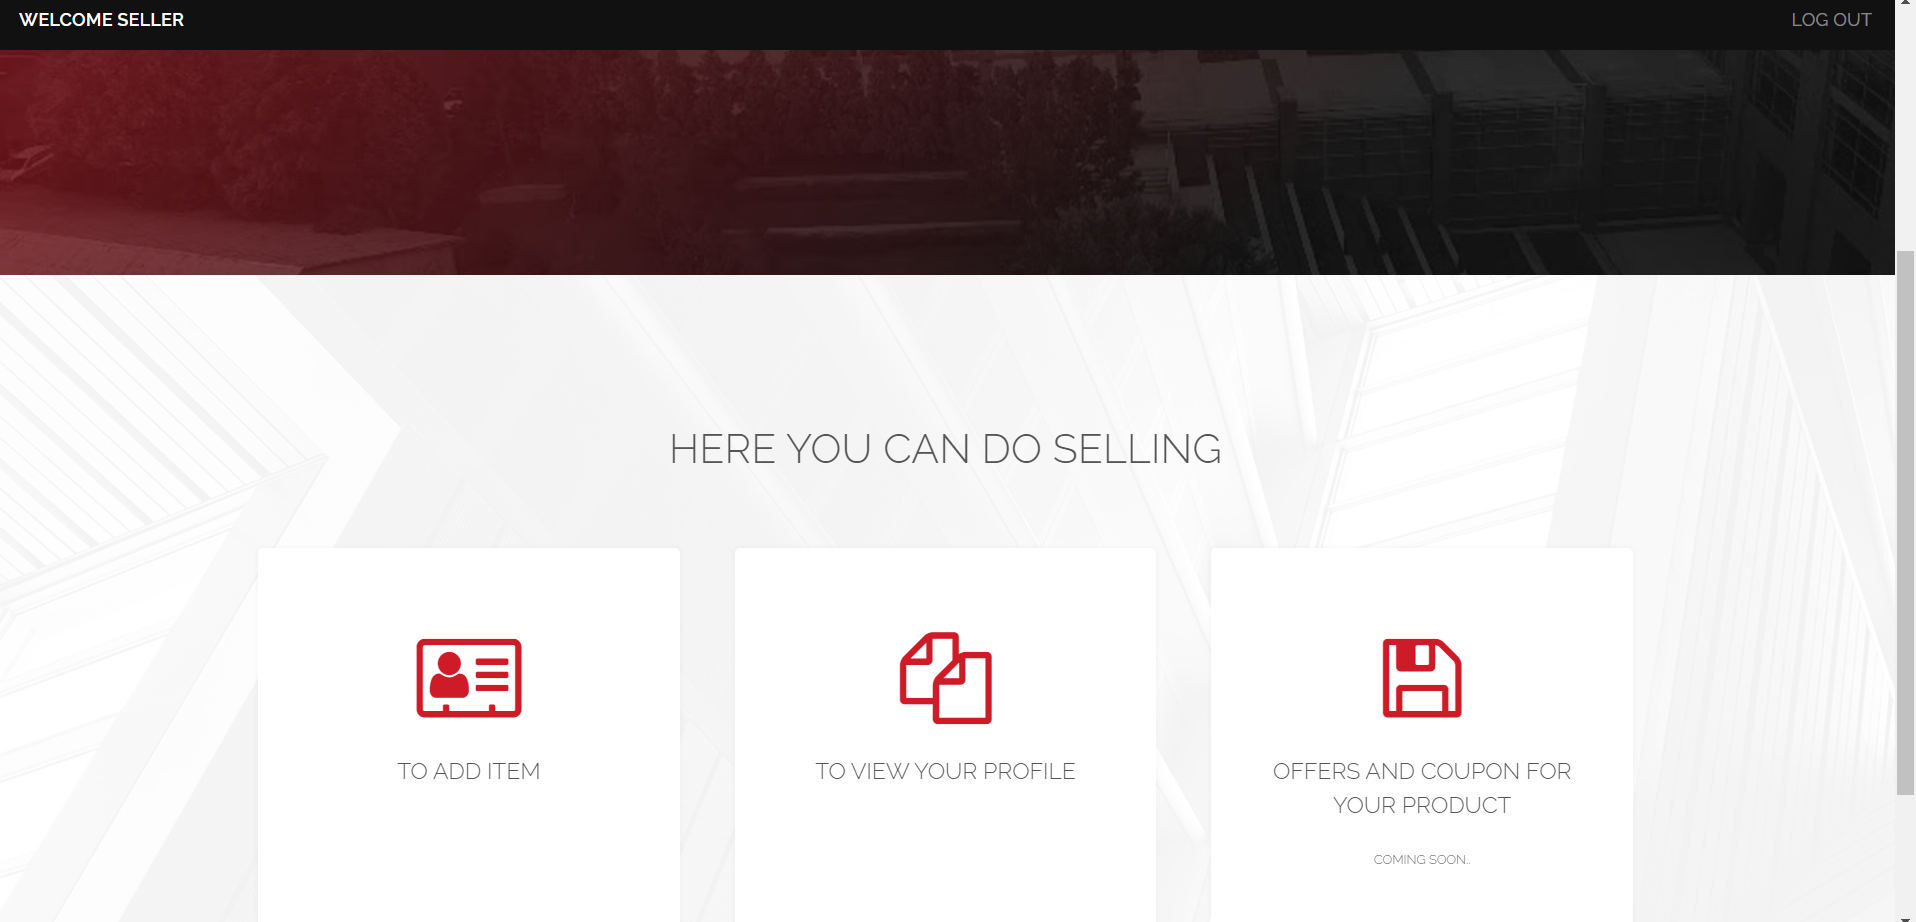 WELCOME SELLER
LOG OUT
HERE YOU CAN DO SELLING
TO ADD ITEM
TO VIEW YOUR PROFILE
OFFERS AND COUPON FOR
YOUR PRODUCT
COMING SOON..